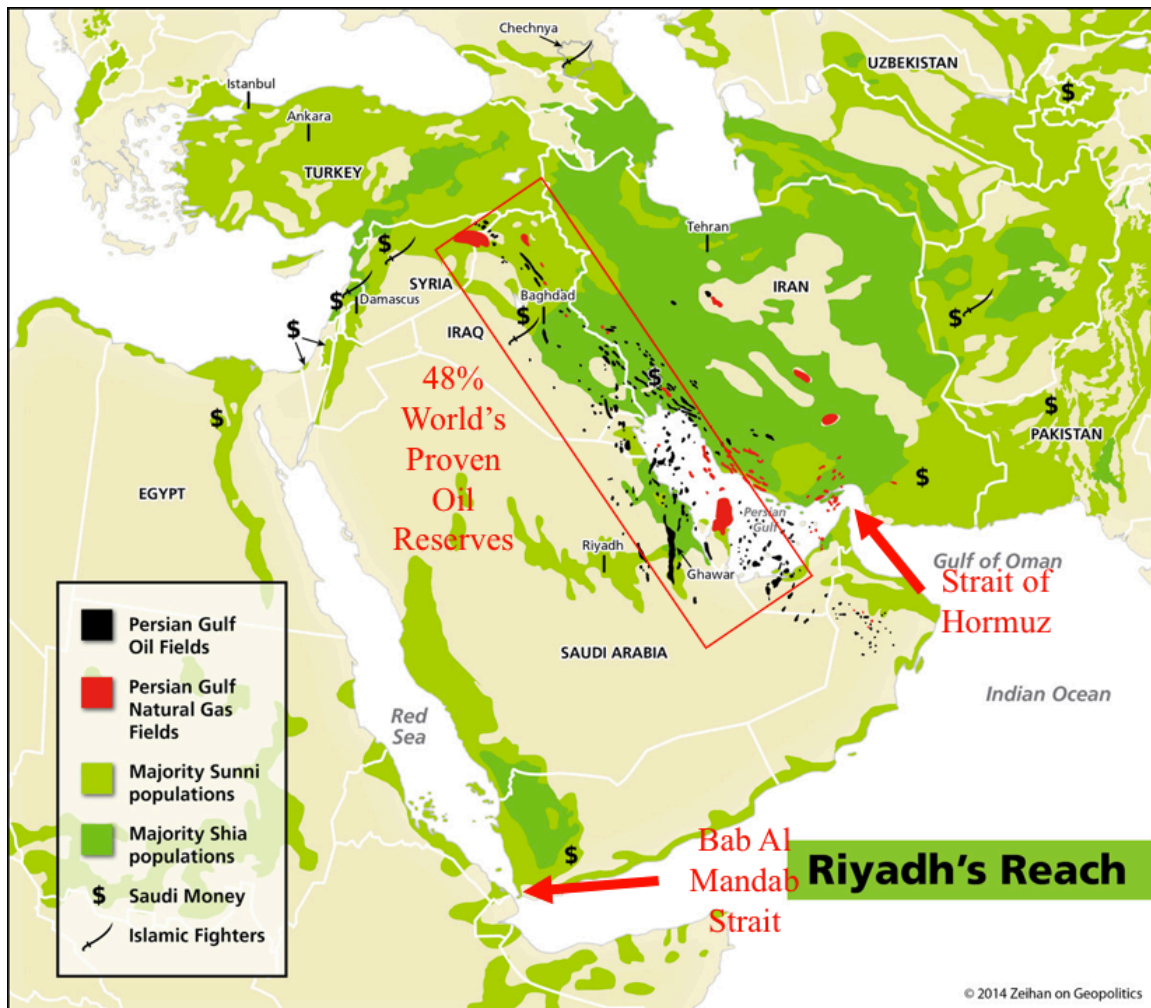 Chechnya
UZBEKISTAN
Istanbul
$
Ankara
TURKEY
Tehran
$
SYRIA
IRAN
$
Damascus
Baghdad
$
$
$
IRAQ
$
48%
World's
Proven
Oil
Reserves
$
$
PAKISTAN
$
EGYPT
Persian
Gulf
Riyadh
Ghawar
Gulf of Oman
Strait of
Hormuz
SAUDI ARABIA
Indian Ocean
Red
Sea
Persian Gulf
Oil Fields
Persian Gulf
Natural Gas
Fields
Majority Sunni
populations
Majority Shia
populations
$ Saudi Money
Islamic Fighters
$
Bab Al
Mandab
Strait
Riyadh's Reach
© 2014 Zeihan on Geopolitics